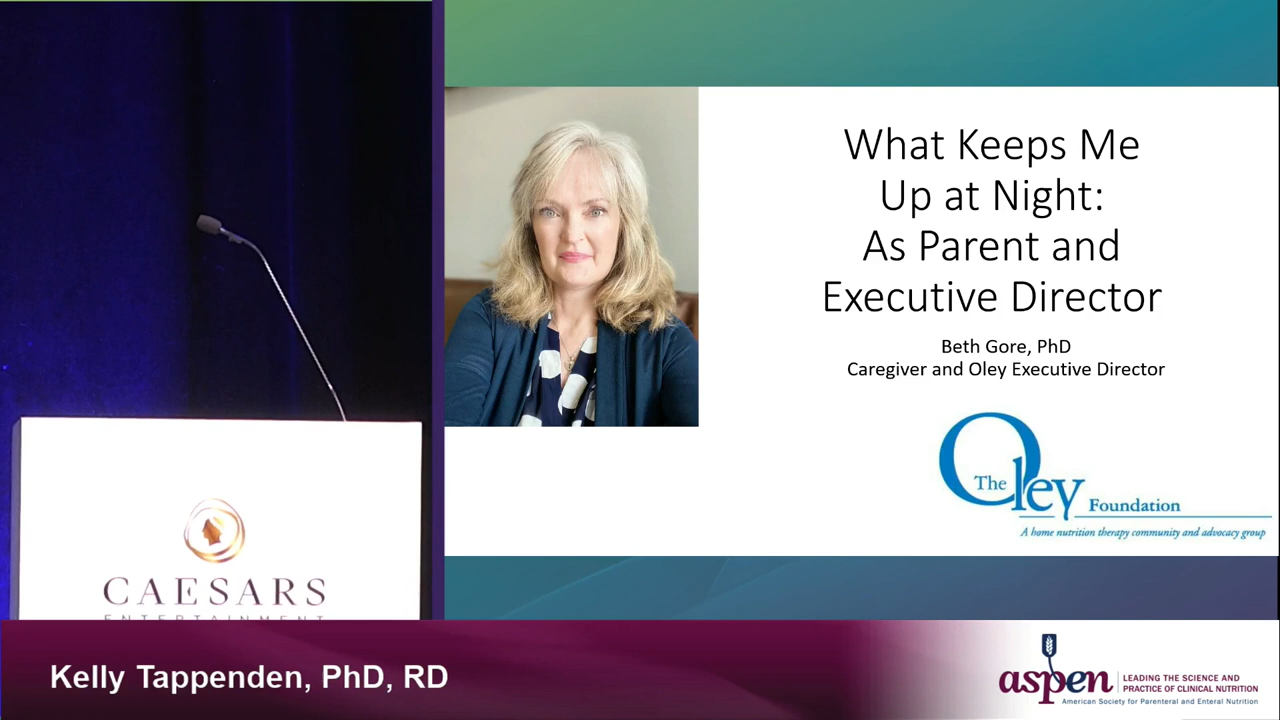 What Keeps Me
Up at Night:
As Parent and
Executive Director
Beth Gore, PhD
Caregiver and Oley Executive Director
The Oley Foundation
A home nutrition therapy community and advocacy group
CAESARS
ENTERTAINMENT
Kelly Tappenden, PhD, RD
aspen
LEADING THE SCIENCE AND
PRACTICE OF CLINICAL NUTRITION
American Society for Parenteral and Enteral Nutrition